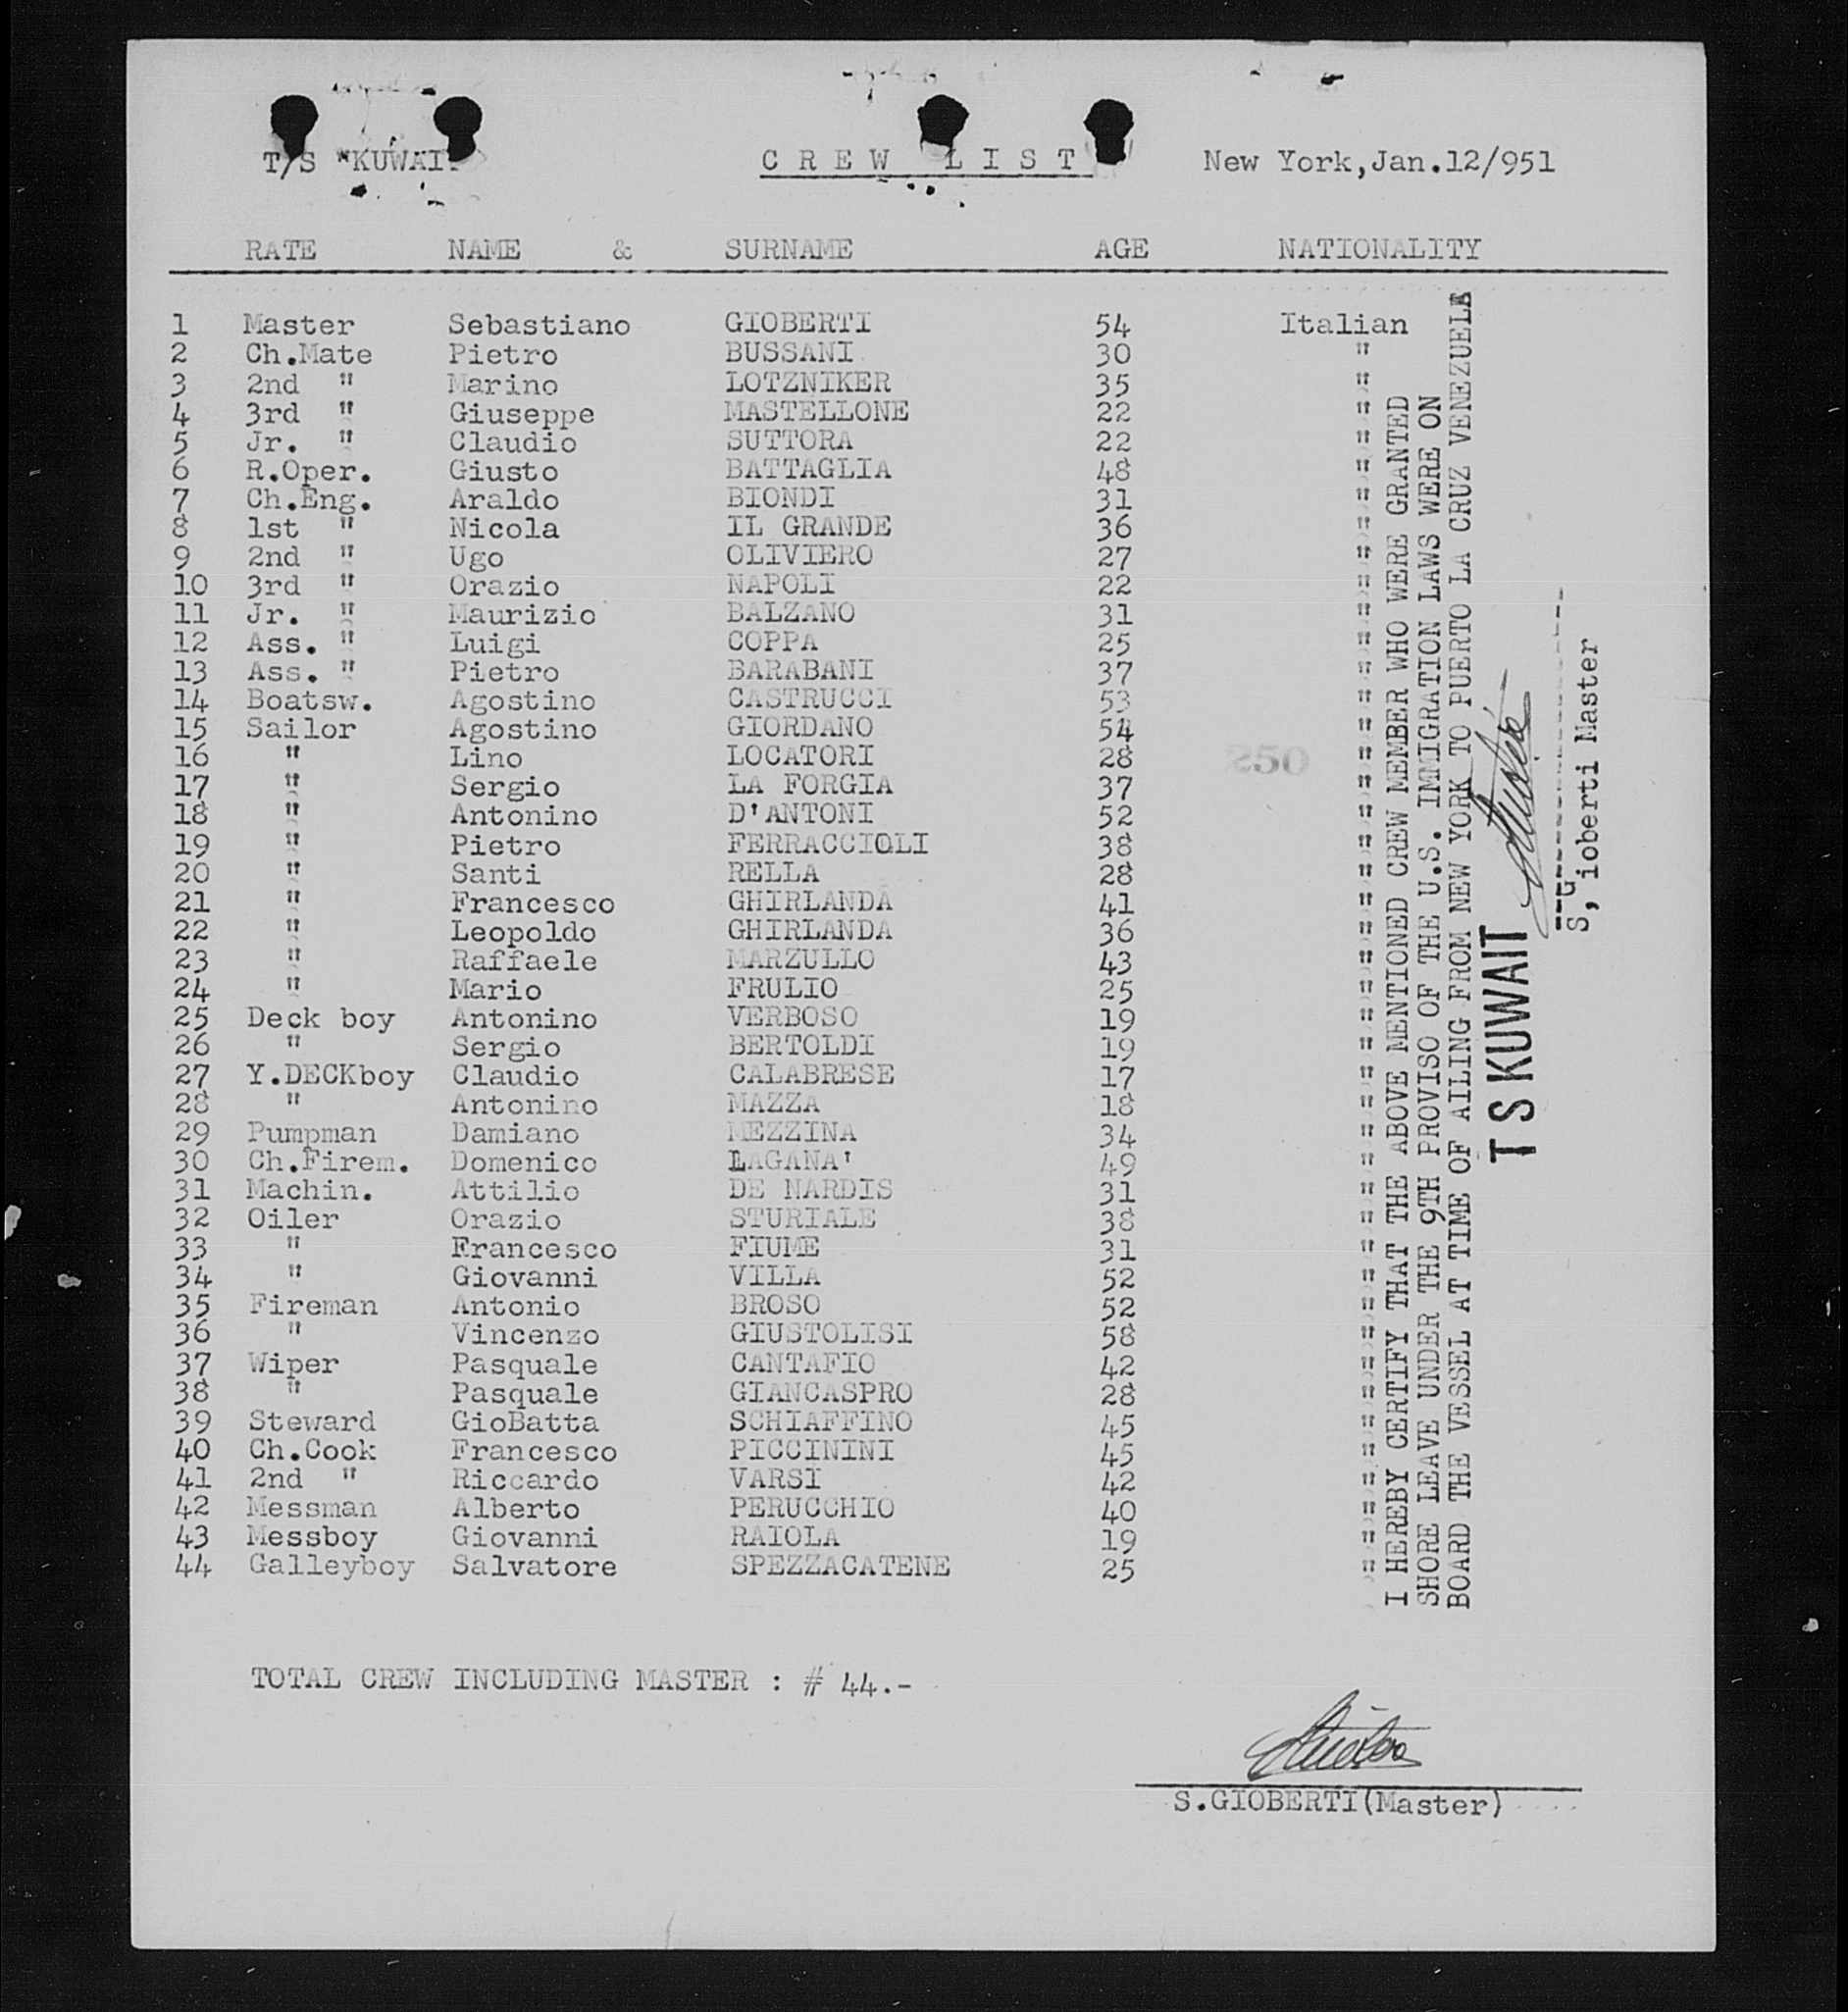 T/S "KUWAIT C R E W L I S T New York,Jan.12/951
RATE NAME & SURNAME AGE NATIONALITY
1 Master Sebastiano GIOBERTI 54 Italian
2 Ch.Mate Pietro BUSSANI 30 "
3 2nd " Marino LOTZNIKER 35 "
4 3rd " Giuseppe MASTELLONE 22 "
5 Jr. " Claudio SUTTORA 22 "
6 R.Oper. Giusto BATTAGLIA 48 "
7 Ch.Eng. Araldo BIONDI 31 "
8 1st " Nicola IL GRANDE 36 "
9 2nd " Ugo OLIVIERO 27 "
10 3rd " Orazio NAPOLI 22 "
11 Jr. " Maurizio BALZANO 31 "
12 Ass. " Luigi COPPA 25 "
13 Ass. " Pietro BARABANI 37 "
14 Boatsw. Agostino CASTRUCCI 53 "
15 Sailor Agostino GIORDANO 54 "
16 " Lino LOCATORI 28 "
17 " Sergio LA FORGIA 37 "
18 " Antonino D'ANTONI 52 "
19 " Pietro FERRACCIOLI 38 "
20 " Santi RELLA 28 "
21 " Francesco GHIRLANDA 41 "
22 " Leopoldo GHIRLANDA 36 "
23 " Raffaele MARZULLO 43 "
24 " Mario FRULIO 25 "
25 Deck boy Antonino VERBOSO 19 "
26 " Sergio BERTOLDI 19 "
27 Y.DECKboy Claudio CALABRESE 17 "
28 " Antonino MAZZA 18 "
29 Pumpman Damiano MEZZINA 34 "
30 Ch.Firem. Domenico LAGANA' 49 "
31 Machin. Attilio DE NARDIS 31 "
32 Oiler Orazio STURIALE 38 "
33 " Francesco FIUME 31 "
34 " Giovanni VILLA 52 "
35 Fireman Antonio BROSO 52 "
36 " Vincenzo GIUSTOLISI 58 "
37 Wiper Pasquale CANTAFIO 42 "
38 " Pasquale GIANCASPRO 28 "
39 Steward GioBatta SCHIAFFINO 45 "
40 Ch.Cook Francesco PICCININI 45 "
41 2nd " Riccardo VARSI 42 "
42 Messman Alberto PERUCCHIO 40 "
43 Messboy Giovanni RAIOLA 19 "
44 Galleyboy Salvatore SPEZZACATENE 25 "
250
I HEREBY CERTIFY THAT THE ABOVE MENTIONED CREW MEMBER WHO WERE GRANTED
SHORE LEAVE UNDER THE 9TH PROVISO OF THE U.S. IMMIGRATION LAWS WERE ON
BOARD THE VESSEL AT TIME OF AILING FROM NEW YORK TO PUERTO LA CRUZ VENEZUELA
T S KUWAIT
S,Gioberti Master
TOTAL CREW INCLUDING MASTER : # 44.-
S.GIOBERTI(Master)